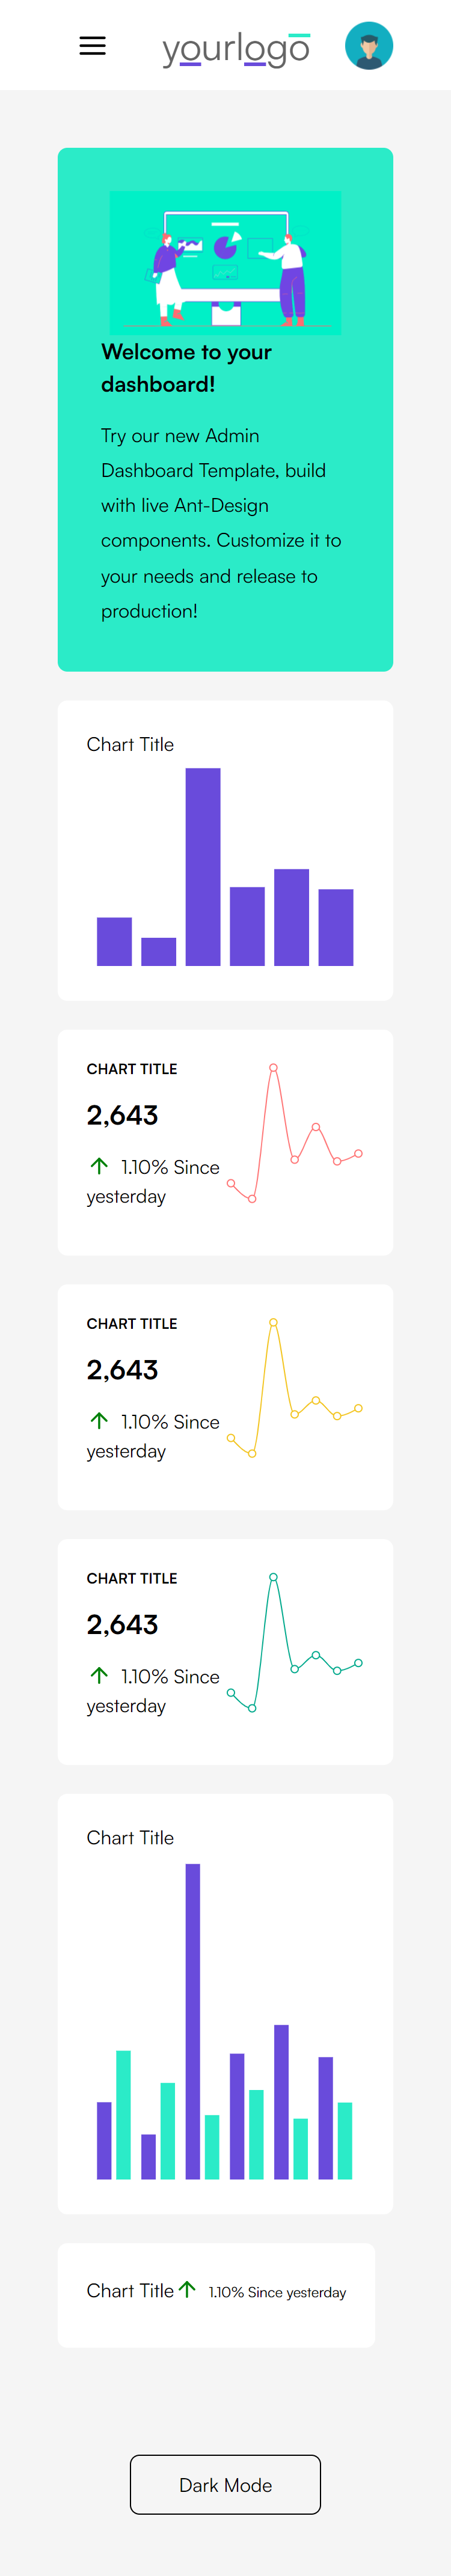 yourlogo
Welcome to your
dashboard!
Try our new Admin
Dashboard Template, build
with live Ant-Design
components. Customize it to
your needs and release to
production!
Chart Title
CHART TITLE
2,643
1.10% Since
yesterday
CHART TITLE
2,643
1.10% Since
yesterday
CHART TITLE
2,643
1.10% Since
yesterday
Chart Title
Chart Title 1.10% Since yesterday
Dark Mode